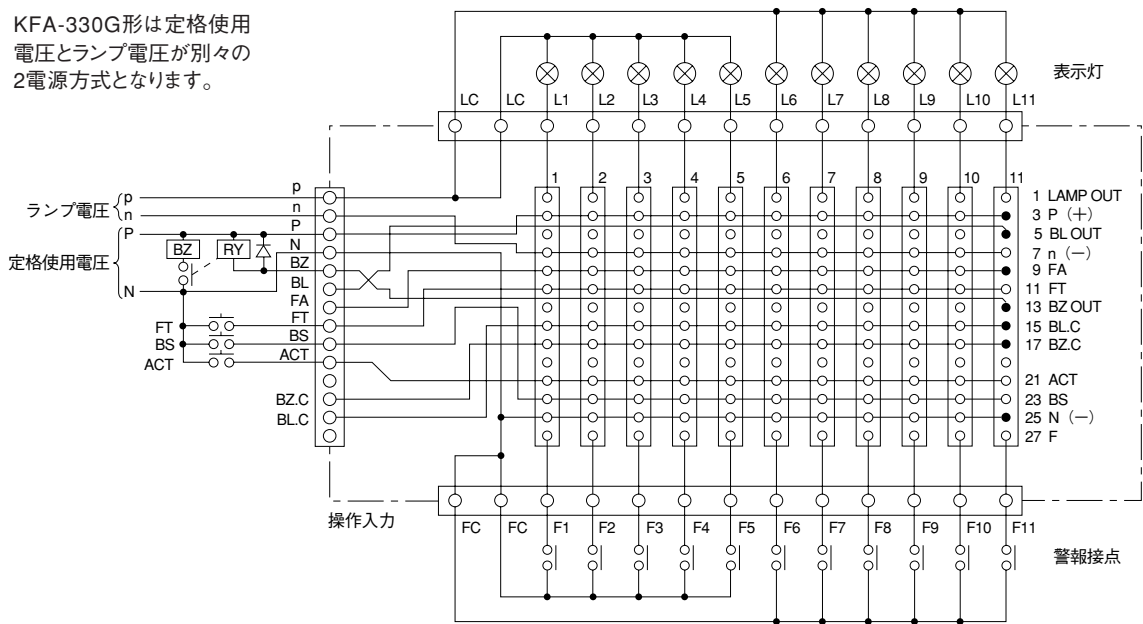 KFA-330G形は定格使用
電圧とランプ電圧が別々の
2電源方式となります。
表示灯
LC LC L1 L2 L3 L4 L5 L6 L7 L8 L9 L10 L11
1 2 3 4 5 6 7 8 9 10 11
ランプ電圧
p
n
定格使用電圧
P
N
BZ RY
FT
BS
ACT
p
n
P
N
BZ
BL
FA
FT
BS
ACT
BZ.C
BL.C
1 LAMP OUT
3 P (+)
5 BL OUT
7 n (−)
9 FA
11 FT
13 BZ OUT
15 BL.C
17 BZ.C
21 ACT
23 BS
25 N (−)
27 F
操作入力
FC FC F1 F2 F3 F4 F5 F6 F7 F8 F9 F10 F11
警報接点